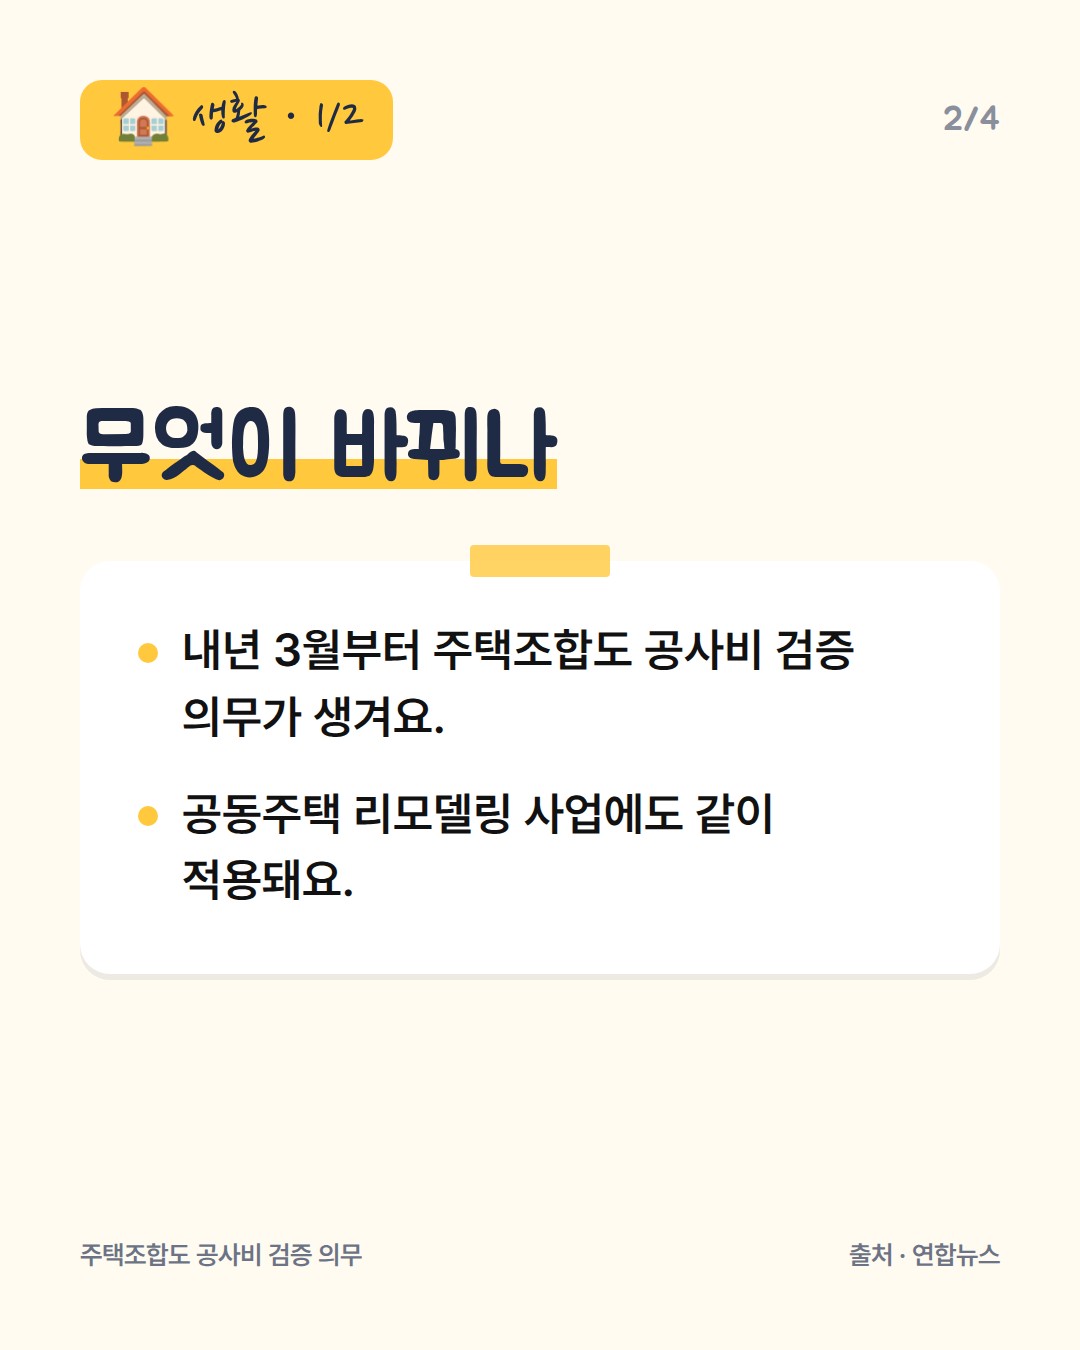 생활 · 1/2
2/4
무엇이 바뀌나
내년 3월부터 주택조합도 공사비 검증
의무가 생겨요.
공동주택 리모델링 사업에도 같이
적용돼요.
주택조합도 공사비 검증 의무
출처 · 연합뉴스